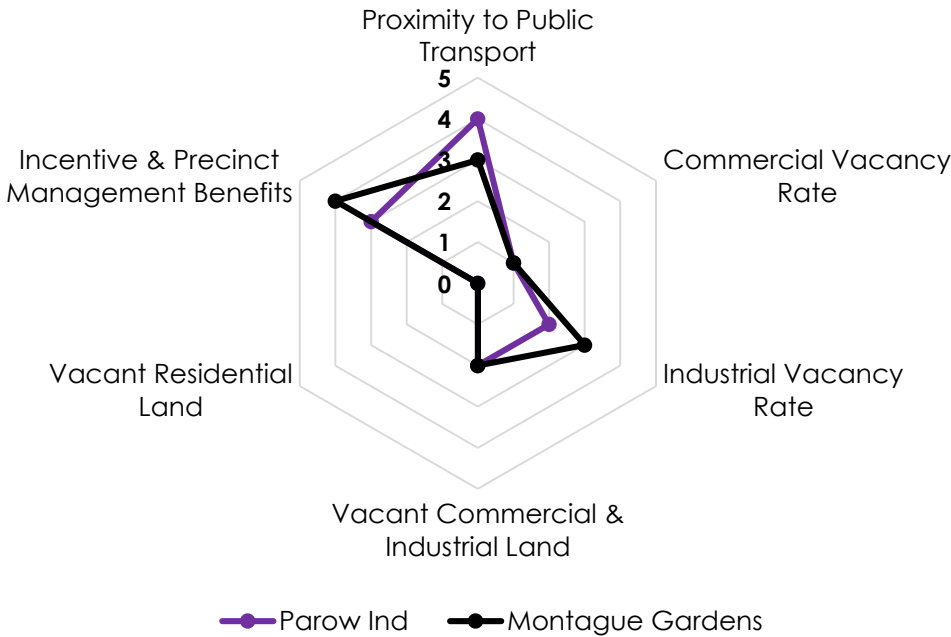 Proximity to Public
Transport
5
4
3
2
1
0
Incentive & Precinct
Management Benefits
Commercial Vacancy
Rate
Vacant Residential
Land
Industrial Vacancy
Rate
Vacant Commercial &
Industrial Land
Parow Ind
Montague Gardens